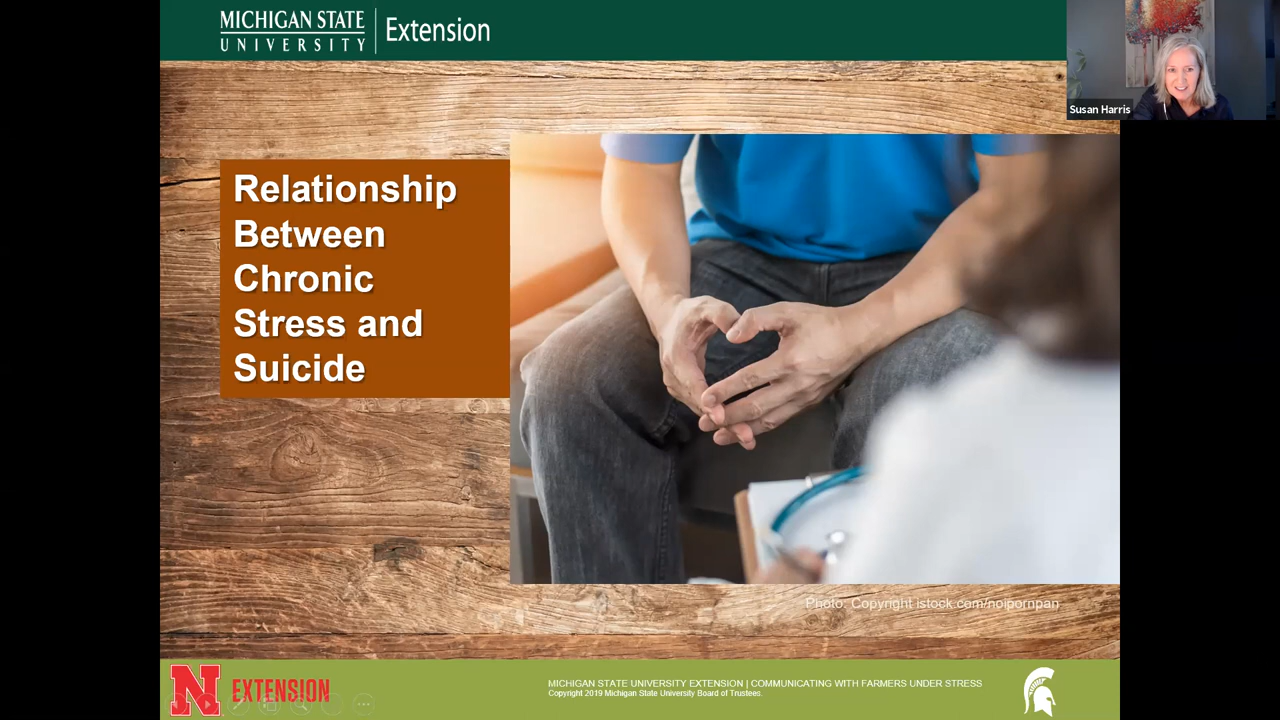 MICHIGAN STATE
UNIVERSITY
Extension
Susan Harris
Relationship
Between
Chronic
Stress and
Suicide
Photo: Copyright istock.com/noipornpan
N EXTENSION
MICHIGAN STATE UNIVERSITY EXTENSION | COMMUNICATING WITH FARMERS UNDER STRESS
Copyright 2019 Michigan State University Board of Trustees.